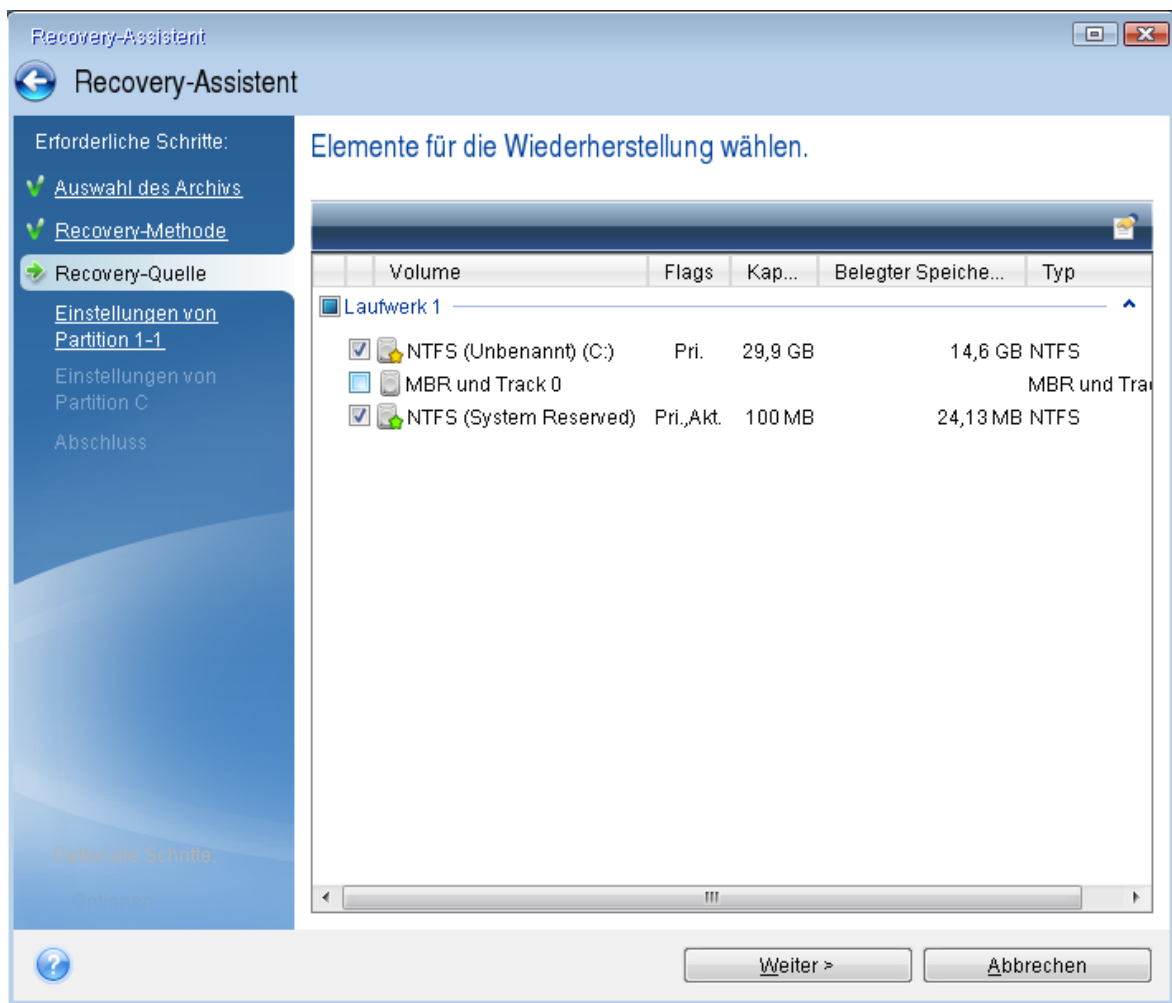 Recovery-Assistent
Recovery-Assistent
Erforderliche Schritte:
Auswahl des Archivs
Recovery-Methode
Recovery-Quelle
Einstellungen von
Partition 1-1
Einstellungen von
Partition C
Abschluss
Optionale Schritte:
Optionen
Elemente für die Wiederherstellung wählen.
Volume Flags Kap... Belegter Speiche... Typ
Laufwerk 1
NTFS (Unbenannt) (C:) Pri. 29,9 GB 14,6 GB NTFS
MBR und Track 0 MBR und Tra
NTFS (System Reserved) Pri.,Akt. 100 MB 24,13 MB NTFS
Weiter >
Abbrechen